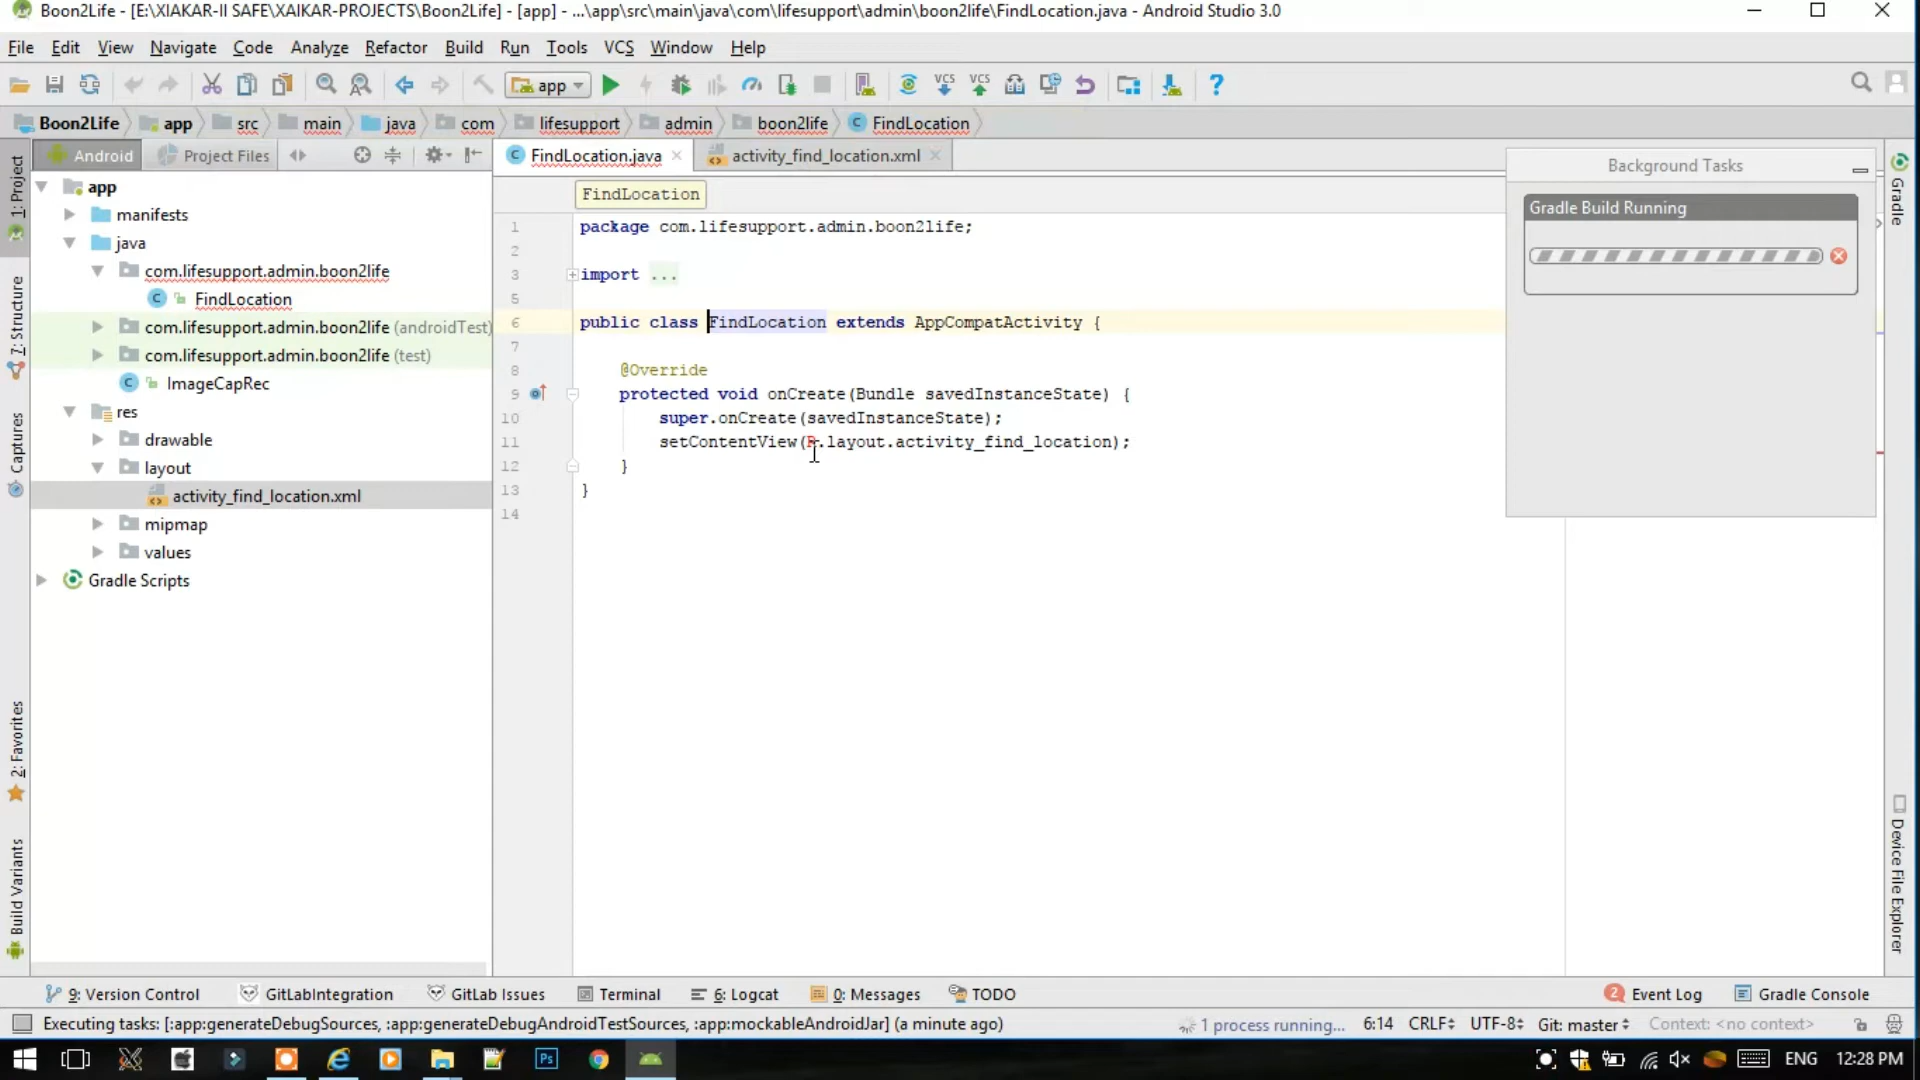 Boon2Life - [E:\XIAKAR-II SAFE\XAIKAR-PROJECTS\Boon2Life] - [app] - ...\app\src\main\java\com\lifesupport\admin\boon2life\FindLocation.java - Android Studio 3.0
File Edit View Navigate Code Analyze Refactor Build Run Tools VCS Window Help
app VCS VCS ?
Boon2Life app src main java com lifesupport admin boon2life FindLocation
Android Project Files
FindLocation.java activity_find_location.xml
1: Project
7: Structure
Captures
2: Favorites
Build Variants
app
manifests
java
com.lifesupport.admin.boon2life
FindLocation
com.lifesupport.admin.boon2life (androidTest)
com.lifesupport.admin.boon2life (test)
ImageCapRec
res
drawable
layout
activity_find_location.xml
mipmap
values
Gradle Scripts
FindLocation
1 package com.lifesupport.admin.boon2life;
2
3 import ...
5
6 public class FindLocation extends AppCompatActivity {
7
8 @Override
9 protected void onCreate(Bundle savedInstanceState) {
10 super.onCreate(savedInstanceState);
11 setContentView(R.layout.activity_find_location);
12 }
13 }
14
Background Tasks
Gradle Build Running
Gradle
Device File Explorer
9: Version Control GitLabIntegration GitLab Issues Terminal 6: Logcat 0: Messages TODO 2 Event Log Gradle Console
Executing tasks: [:app:generateDebugSources, :app:generateDebugAndroidTestSources, :app:mockableAndroidJar] (a minute ago) 1 process running... 6:14 CRLF UTF-8 Git: master Context: <no context>
Ps ENG 12:28 PM